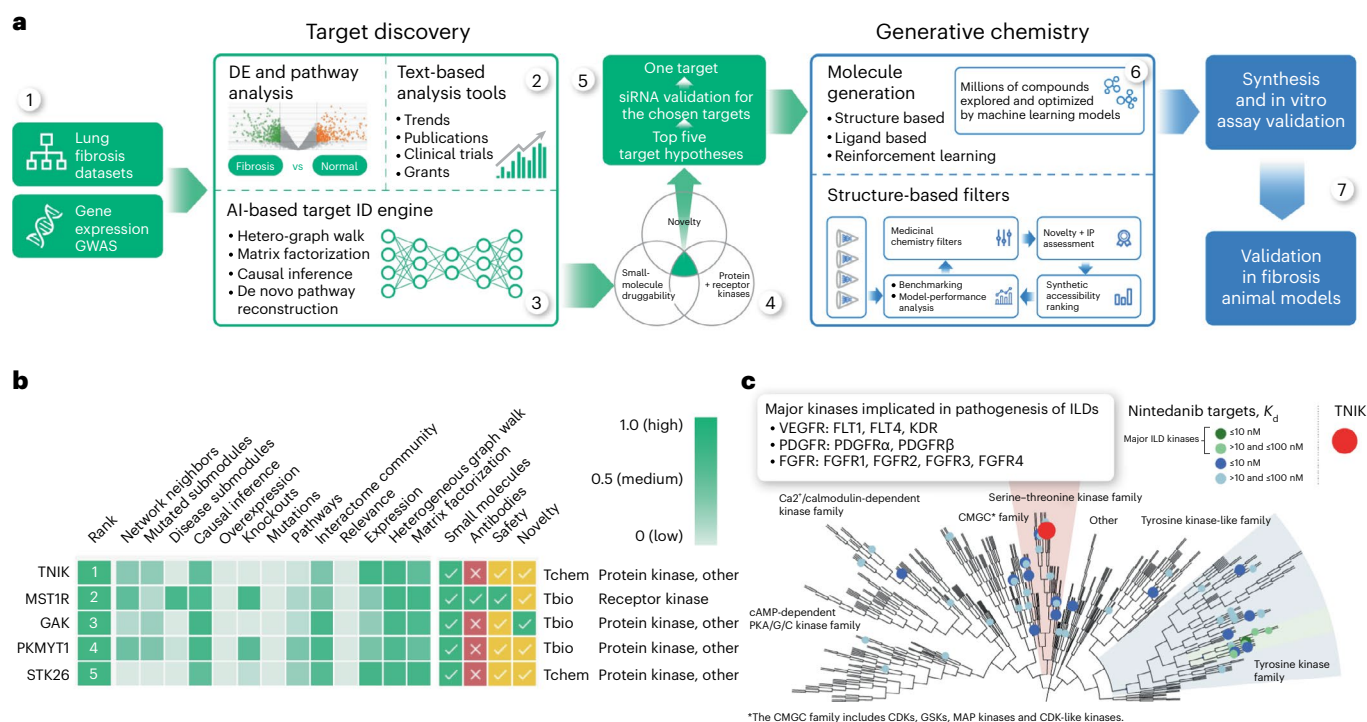 a
Target discovery
Generative chemistry
1
Lung
fibrosis
datasets
Gene
expression
GWAS
DE and pathway
analysis
Fibrosis vs Normal
Text-based
analysis tools
2
• Trends
• Publications
• Clinical trials
• Grants
AI-based target ID engine
• Hetero-graph walk
• Matrix factorization
• Causal inference
• De novo pathway
reconstruction
3
5
One target
siRNA validation for
the chosen targets
Top five
target hypotheses
Novelty
Small-
molecule
druggability
Protein
+ receptor
kinases
4
Molecule
generation
• Structure based
• Ligand based
• Reinforcement learning
6
Millions of compounds
explored and optimized
by machine learning models
Structure-based filters
Medicinal
chemistry filters
Novelty + IP
assessment
• Benchmarking
• Model-performance
analysis
Synthetic
accessibility
ranking
Synthesis
and in vitro
assay validation
7
Validation
in fibrosis
animal models
b
Rank
Network neighbors
Mutated submodules
Disease submodules
Causal inference
Overexpression
Knockouts
Mutations
Pathways
Interactome community
Relevance
Expression
Heterogeneous graph walk
Matrix factorization
Small molecules
Antibodies
Safety
Novelty
1.0 (high)
0.5 (medium)
0 (low)
TNIK 1 Tchem Protein kinase, other
MST1R 2 Tbio Receptor kinase
GAK 3 Tbio Protein kinase, other
PKMYT1 4 Tbio Protein kinase, other
STK26 5 Tchem Protein kinase, other
c
Major kinases implicated in pathogenesis of ILDs
• VEGFR: FLT1, FLT4, KDR
• PDGFR: PDGFRα, PDGFRβ
• FGFR: FGFR1, FGFR2, FGFR3, FGFR4
Nintedanib targets, Kd
TNIK
Major ILD kinases
≤10 nM
>10 and ≤100 nM
≤10 nM
>10 and ≤100 nM
Ca2+/calmodulin-dependent
kinase family
Serine–threonine kinase family
CMGC* family
Other
Tyrosine kinase-like family
cAMP-dependent
PKA/G/C kinase family
Tyrosine kinase
family
*The CMGC family includes CDKs, GSKs, MAP kinases and CDK-like kinases.